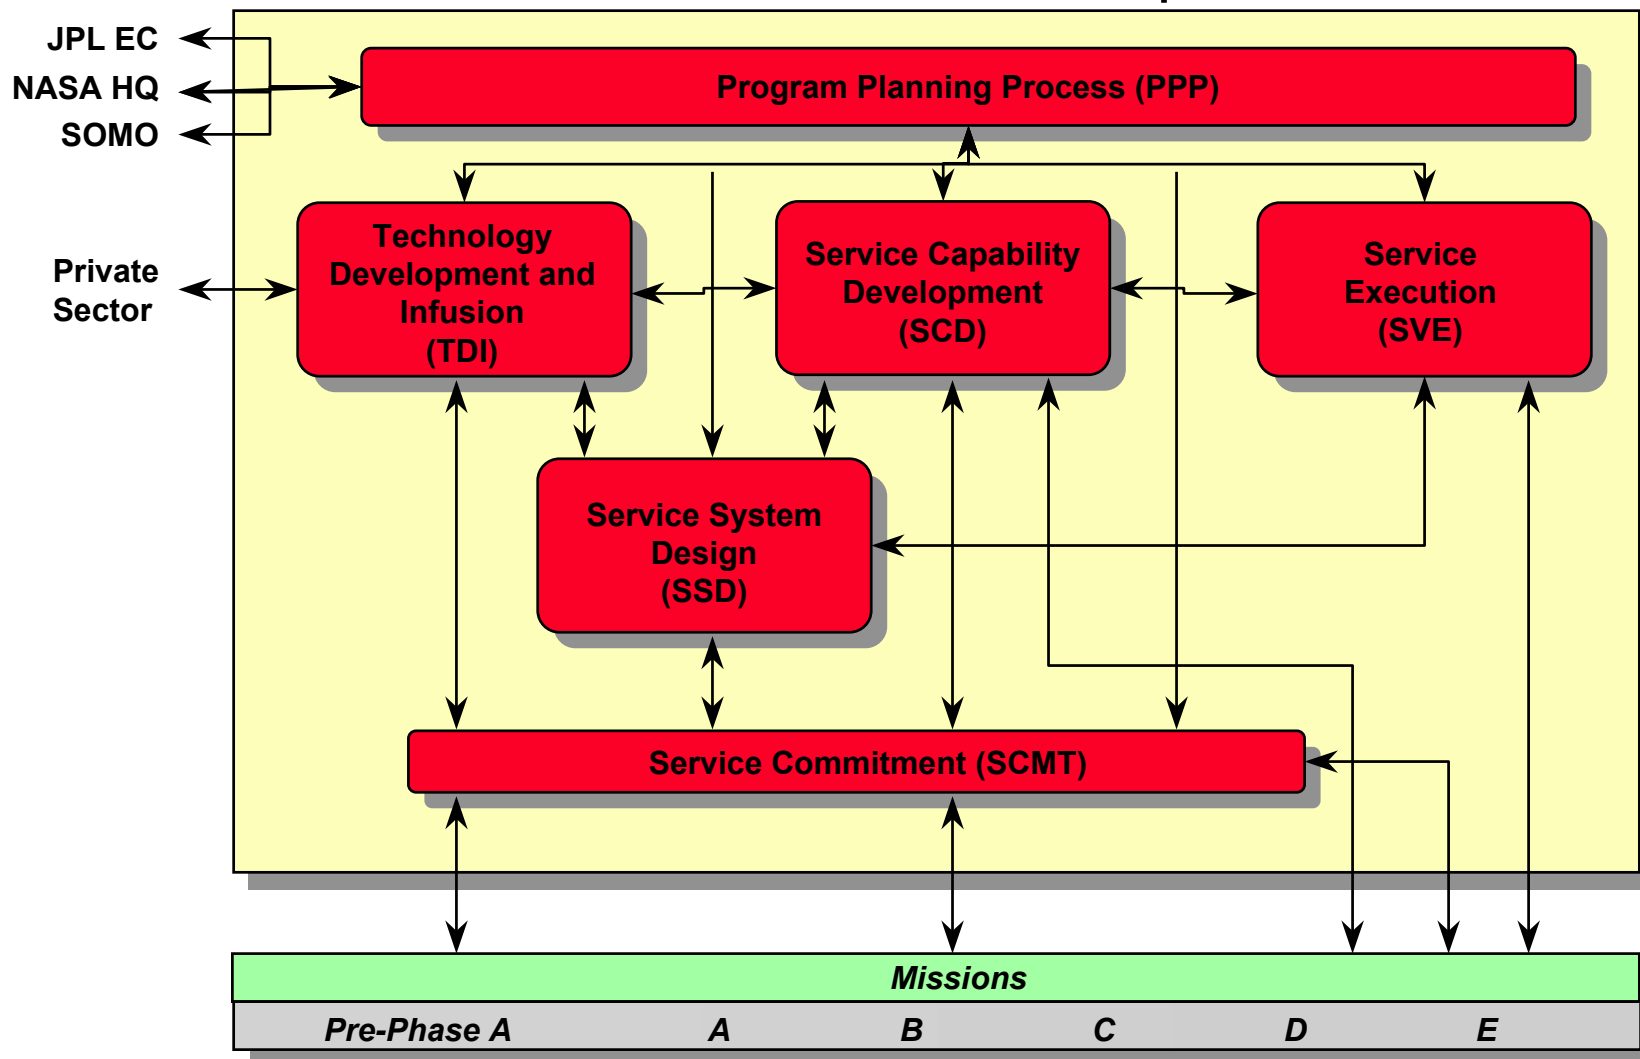 JPL EC
NASA HQ
SOMO
Program Planning Process (PPP)
Private
Sector
Technology
Development and
Infusion
(TDI)
Service Capability
Development
(SCD)
Service
Execution
(SVE)
Service System
Design
(SSD)
Service Commitment (SCMT)
Missions
Pre-Phase A A B C D E